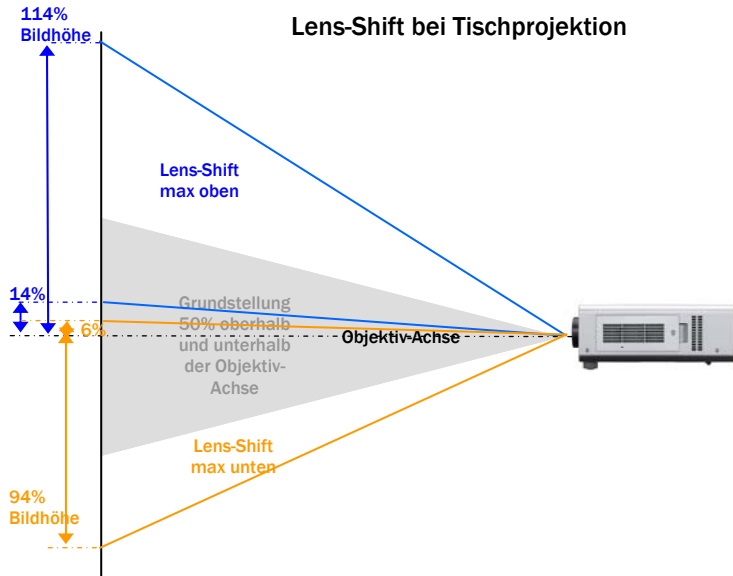 114%
Bildhöhe
Lens-Shift bei Tischprojektion
Lens-Shift
max oben
14%
6%
Grundstellung
50% oberhalb
und unterhalb
der Objektiv-
Achse
Objektiv-Achse
Lens-Shift
max unten
94%
Bildhöhe